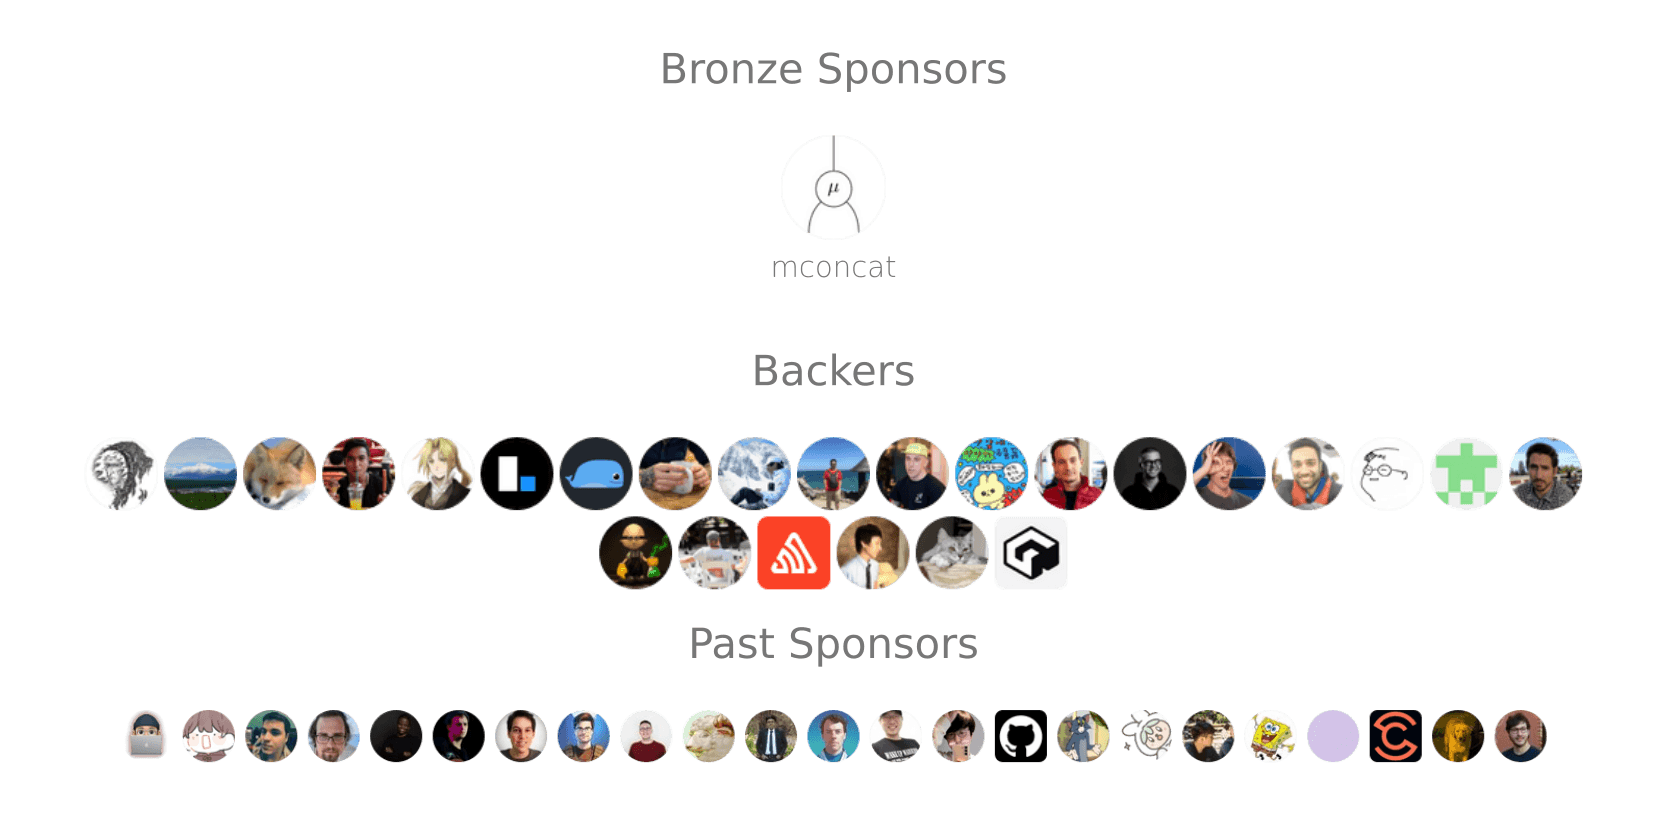 Bronze Sponsors
μ
mconcat
Backers
Past Sponsors